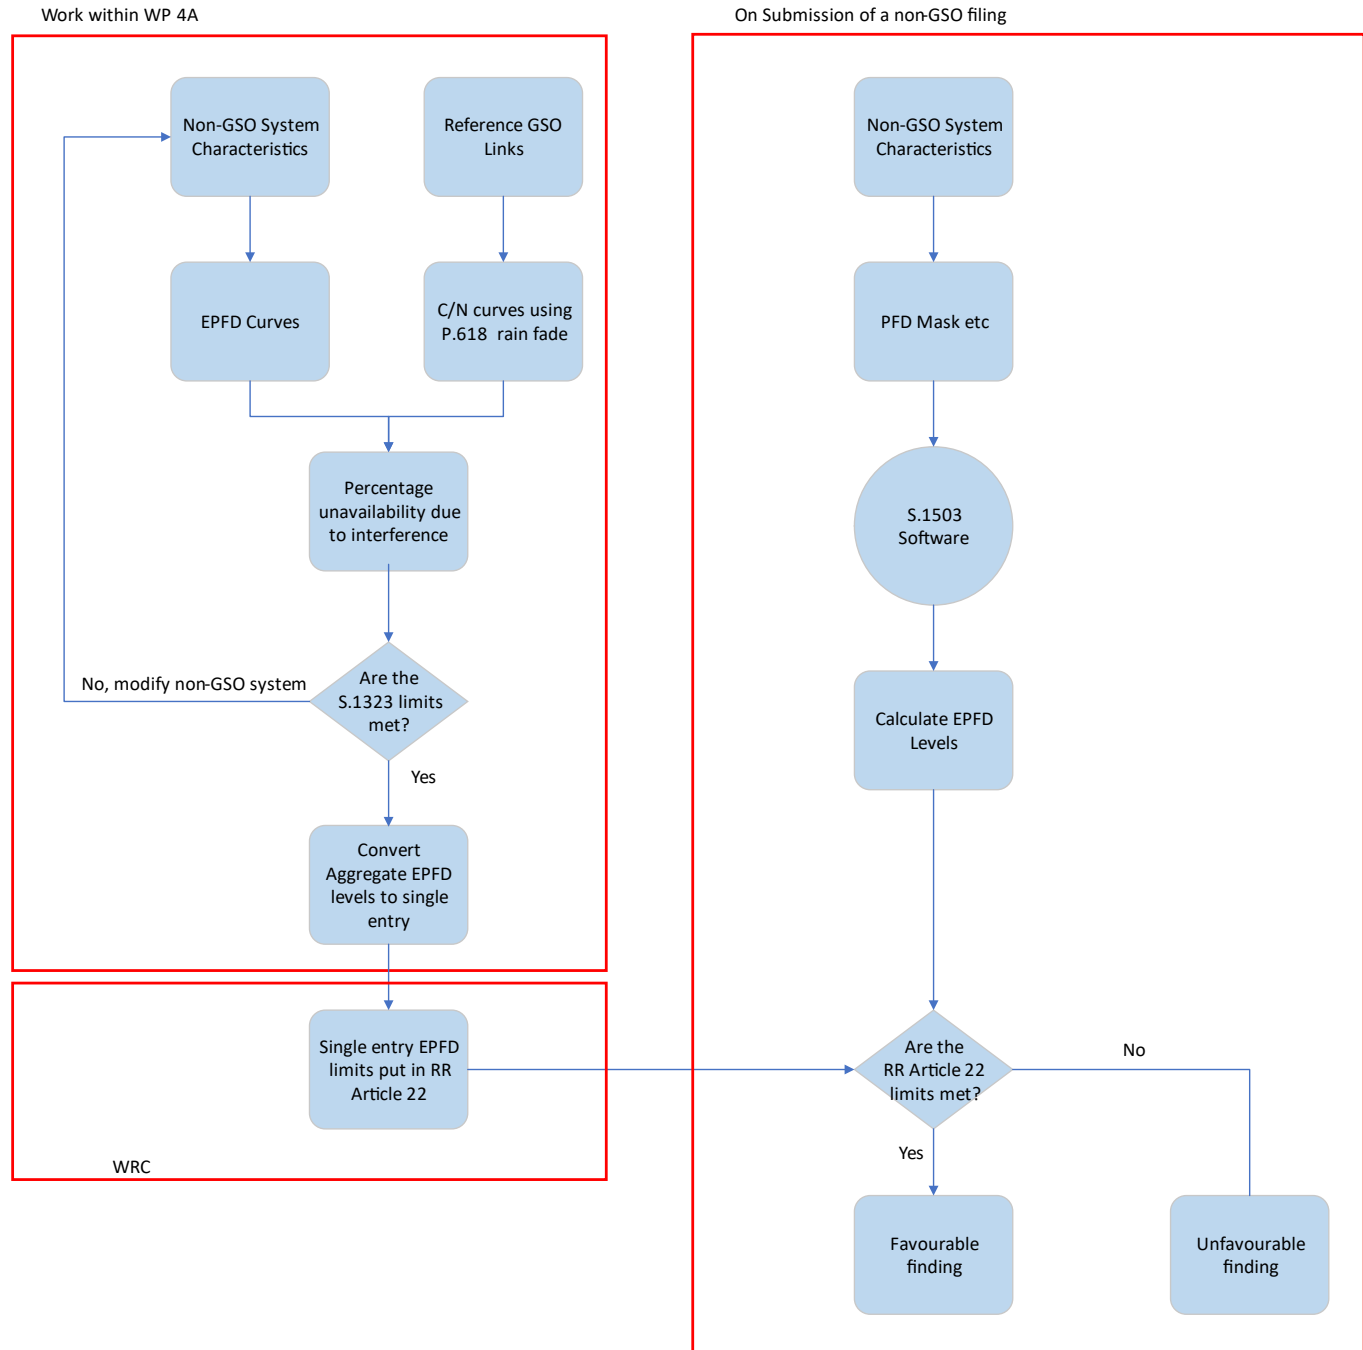 Work within WP 4A
On Submission of a non-GSO filing
Non-GSO System
Characteristics
Reference GSO
Links
EPFD Curves
C/N curves using
P.618 rain fade
Percentage
unavailability due
to interference
Are the
S.1323 limits
met?
No, modify non-GSO system
Yes
Convert
Aggregate EPFD
levels to single
entry
Single entry EPFD
limits put in RR
Article 22
WRC
Non-GSO System
Characteristics
PFD Mask etc
S.1503
Software
Calculate EPFD
Levels
Are the
RR Article 22
limits met?
No
Yes
Favourable
finding
Unfavourable
finding